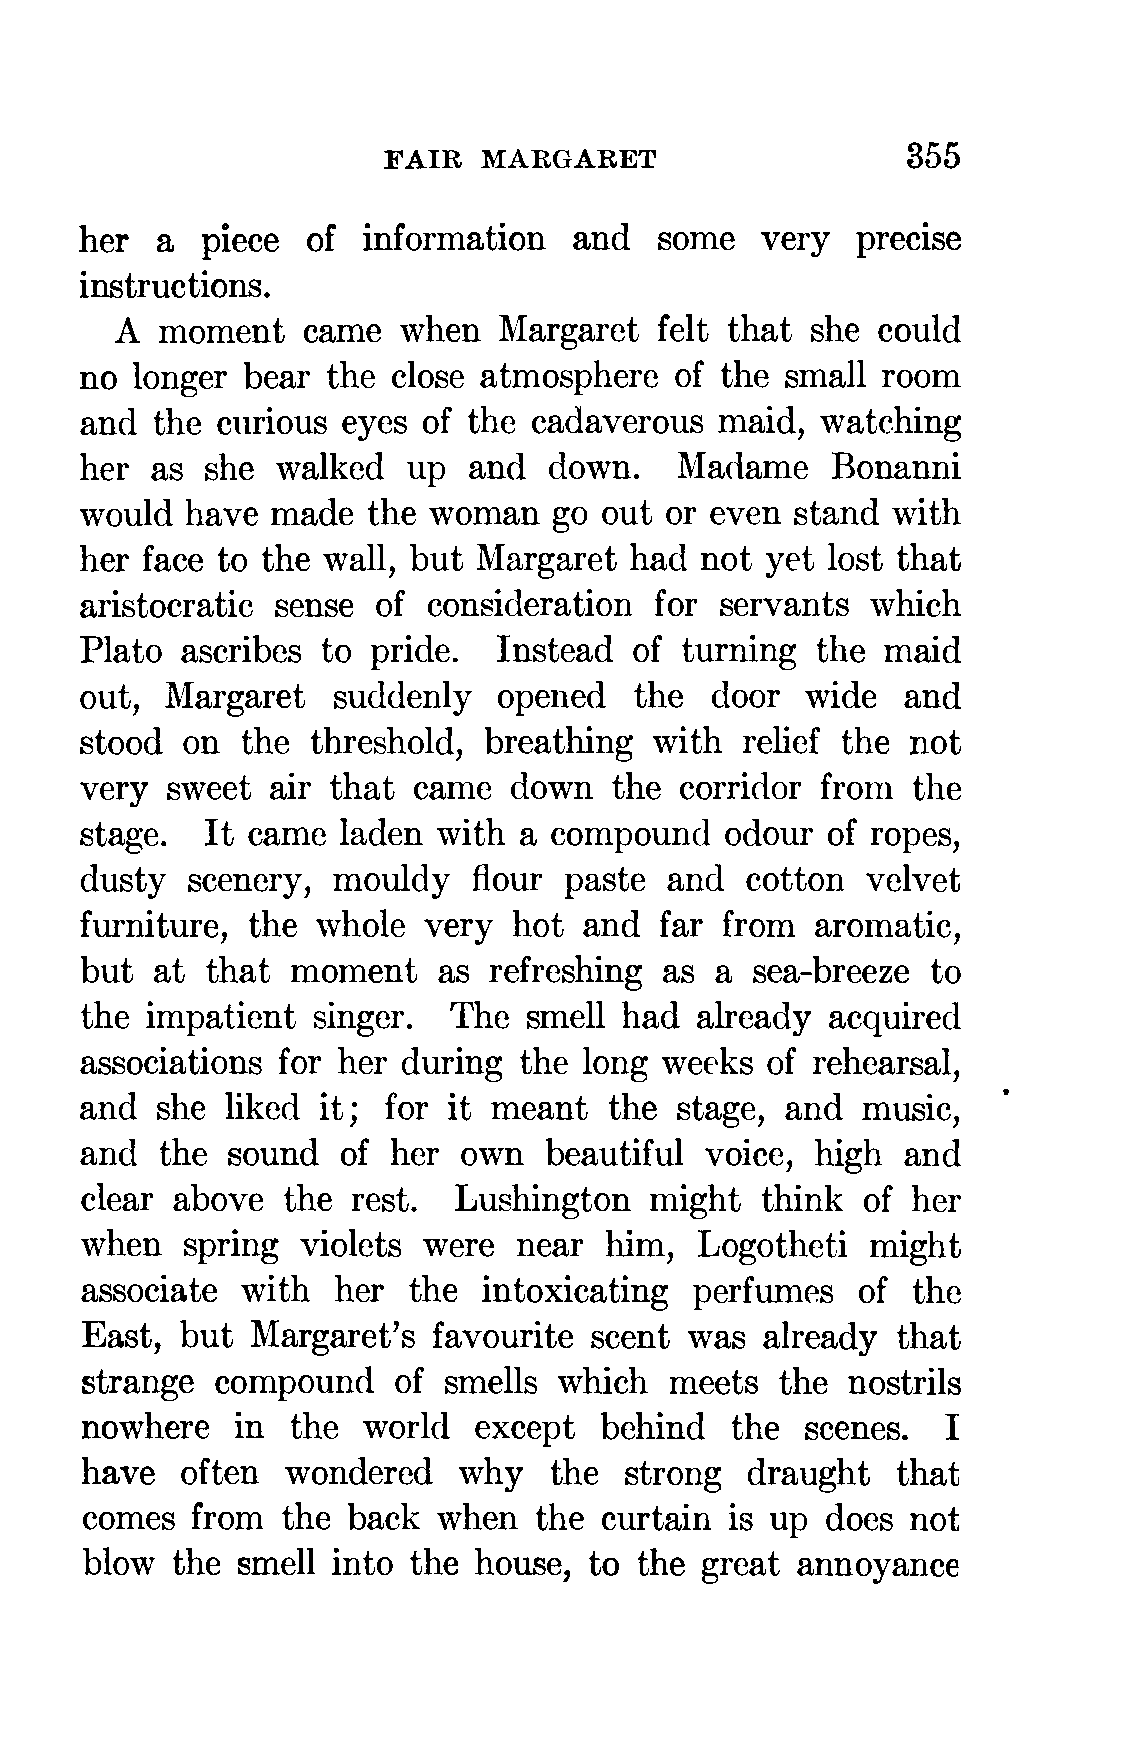 FAIR MARGARET 355
her a piece of information and some very precise
instructions.
A moment came when Margaret felt that she could
no longer bear the close atmosphere of the small room
and the curious eyes of the cadaverous maid, watching
her as she walked up and down. Madame Bonanni
would have made the woman go out or even stand with
her face to the wall, but Margaret had not yet lost that
aristocratic sense of consideration for servants which
Plato ascribes to pride. Instead of turning the maid
out, Margaret suddenly opened the door wide and
stood on the threshold, breathing with relief the not
very sweet air that came down the corridor from the
stage. It came laden with a compound odour of ropes,
dusty scenery, mouldy flour paste and cotton velvet
furniture, the whole very hot and far from aromatic,
but at that moment as refreshing as a sea-breeze to
the impatient singer. The smell had already acquired
associations for her during the long weeks of rehearsal,
and she liked it; for it meant the stage, and music,
and the sound of her own beautiful voice, high and
clear above the rest. Lushington might think of her
when spring violets were near him, Logotheti might
associate with her the intoxicating perfumes of the
East, but Margaret's favourite scent was already that
strange compound of smells which meets the nostrils
nowhere in the world except behind the scenes. I
have often wondered why the strong draught that
comes from the back when the curtain is up does not
blow the smell into the house, to the great annoyance